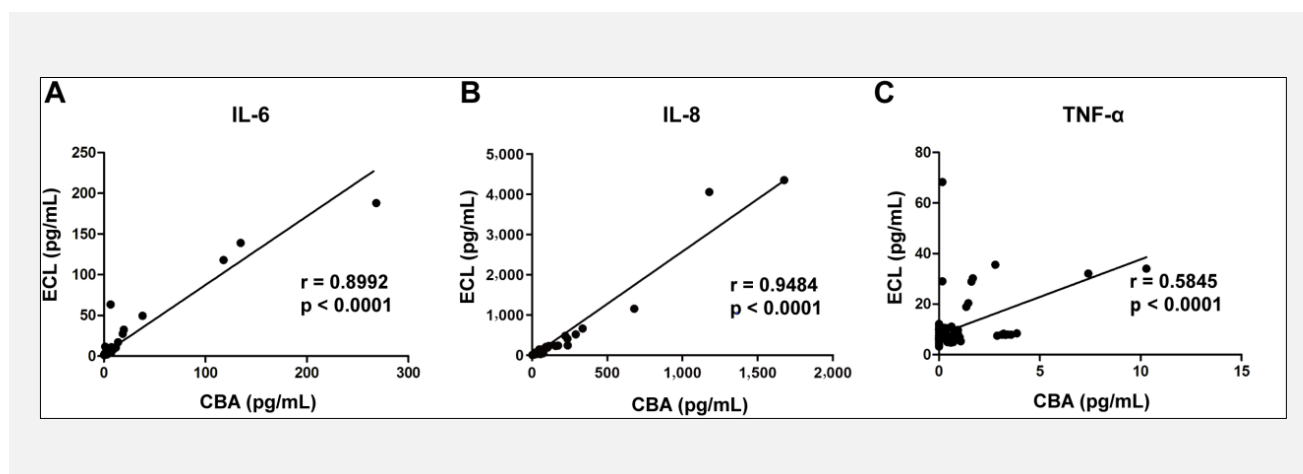 A
IL-6
250
200
150
100
50
0
ECL (pg/mL)
r = 0.8992
p < 0.0001
0 100 200 300
CBA (pg/mL)
B
IL-8
5,000
4,000
3,000
2,000
1,000
0
ECL (pg/mL)
r = 0.9484
p < 0.0001
0 500 1,000 1,500 2,000
CBA (pg/mL)
C
TNF-α
80
60
40
20
0
ECL (pg/mL)
r = 0.5845
p < 0.0001
0 5 10 15
CBA (pg/mL)